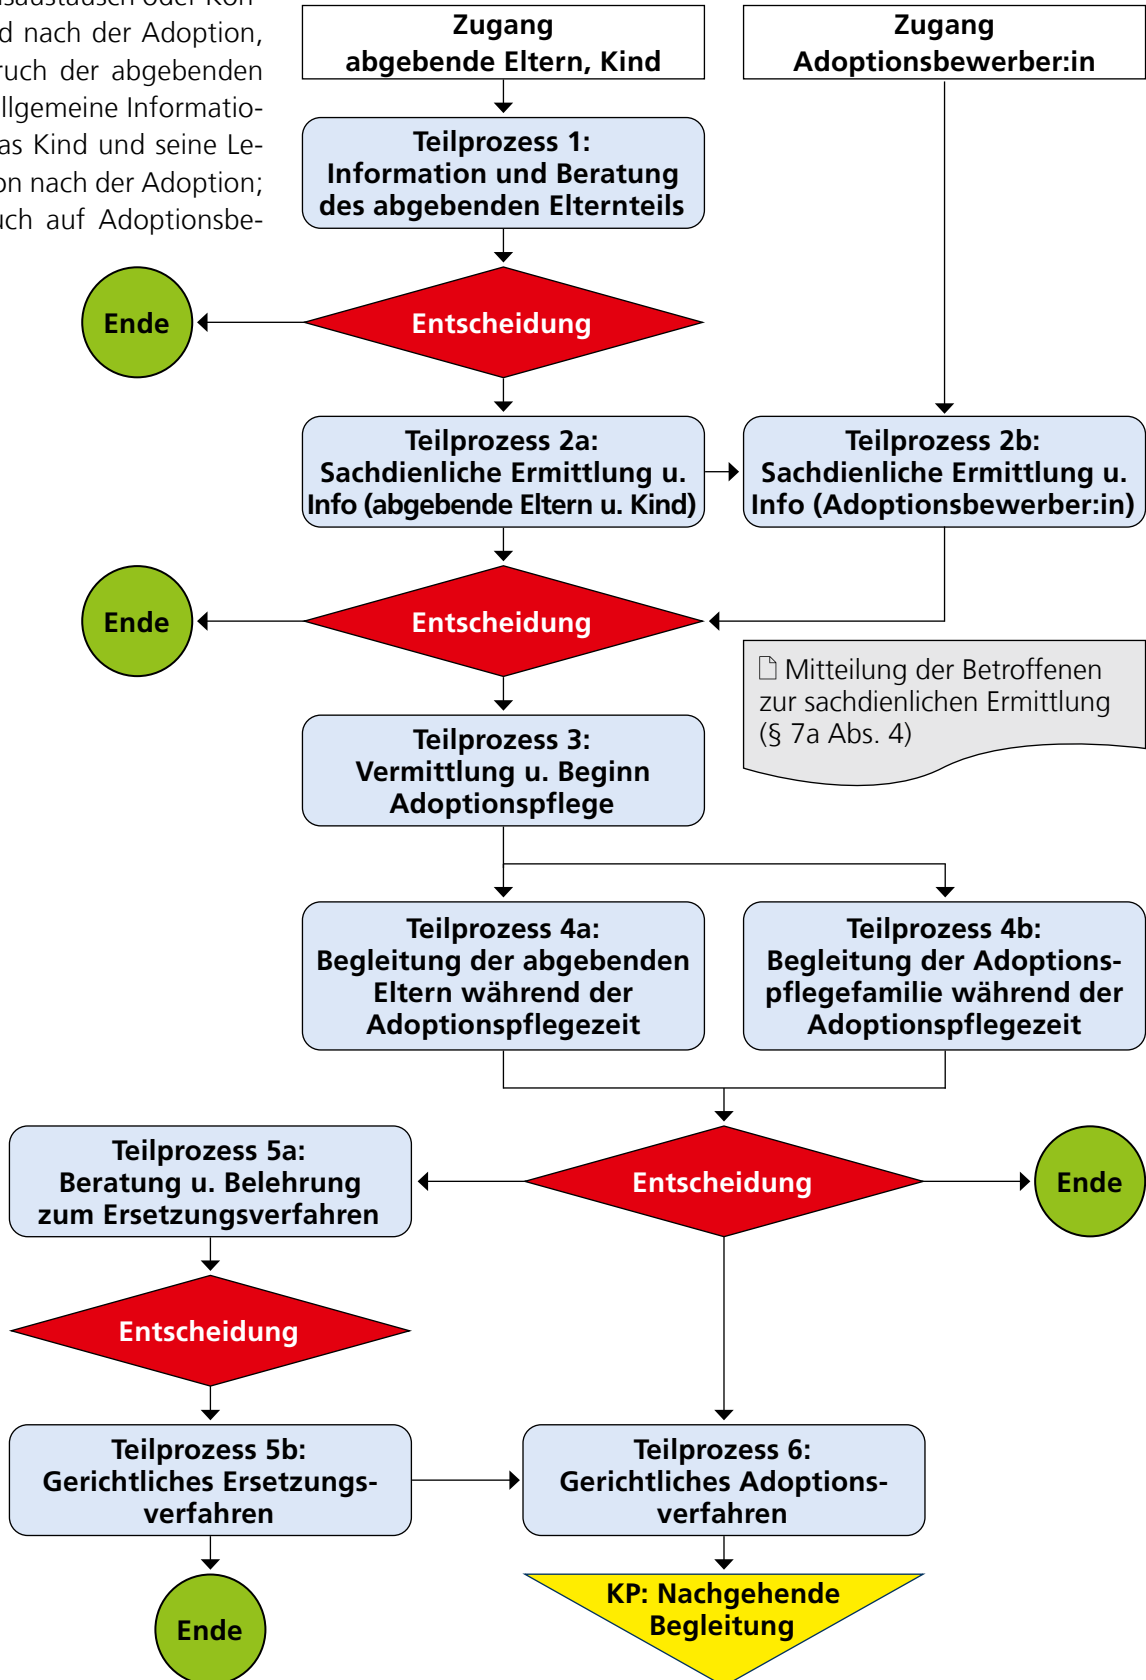 saustausch oder Kon-
d nach der Adoption,
ruch der abgebenden
llgemeine Informatio-
as Kind und seine Le-
on nach der Adoption;
uch auf Adoptionsbe-
Zugang
abgebende Eltern, Kind
Zugang
Adoptionsbewerber:in
Teilprozess 1:
Information und Beratung
des abgebenden Elternteils
Ende
Entscheidung
Teilprozess 2a:
Sachdienliche Ermittlung u.
Info (abgebende Eltern u. Kind)
Teilprozess 2b:
Sachdienliche Ermittlung u.
Info (Adoptionsbewerber:in)
Ende
Entscheidung
Mitteilung der Betroffenen
zur sachdienlichen Ermittlung
(§ 7a Abs. 4)
Teilprozess 3:
Vermittlung u. Beginn
Adoptionspflege
Teilprozess 4a:
Begleitung der abgebenden
Eltern während der
Adoptionspflegezeit
Teilprozess 4b:
Begleitung der Adoptions-
pflegefamilie während der
Adoptionspflegezeit
Teilprozess 5a:
Beratung u. Belehrung
zum Ersetzungsverfahren
Entscheidung
Ende
Entscheidung
Teilprozess 5b:
Gerichtliches Ersetzungs-
verfahren
Teilprozess 6:
Gerichtliches Adoptions-
verfahren
Ende
KP: Nachgehende
Begleitung